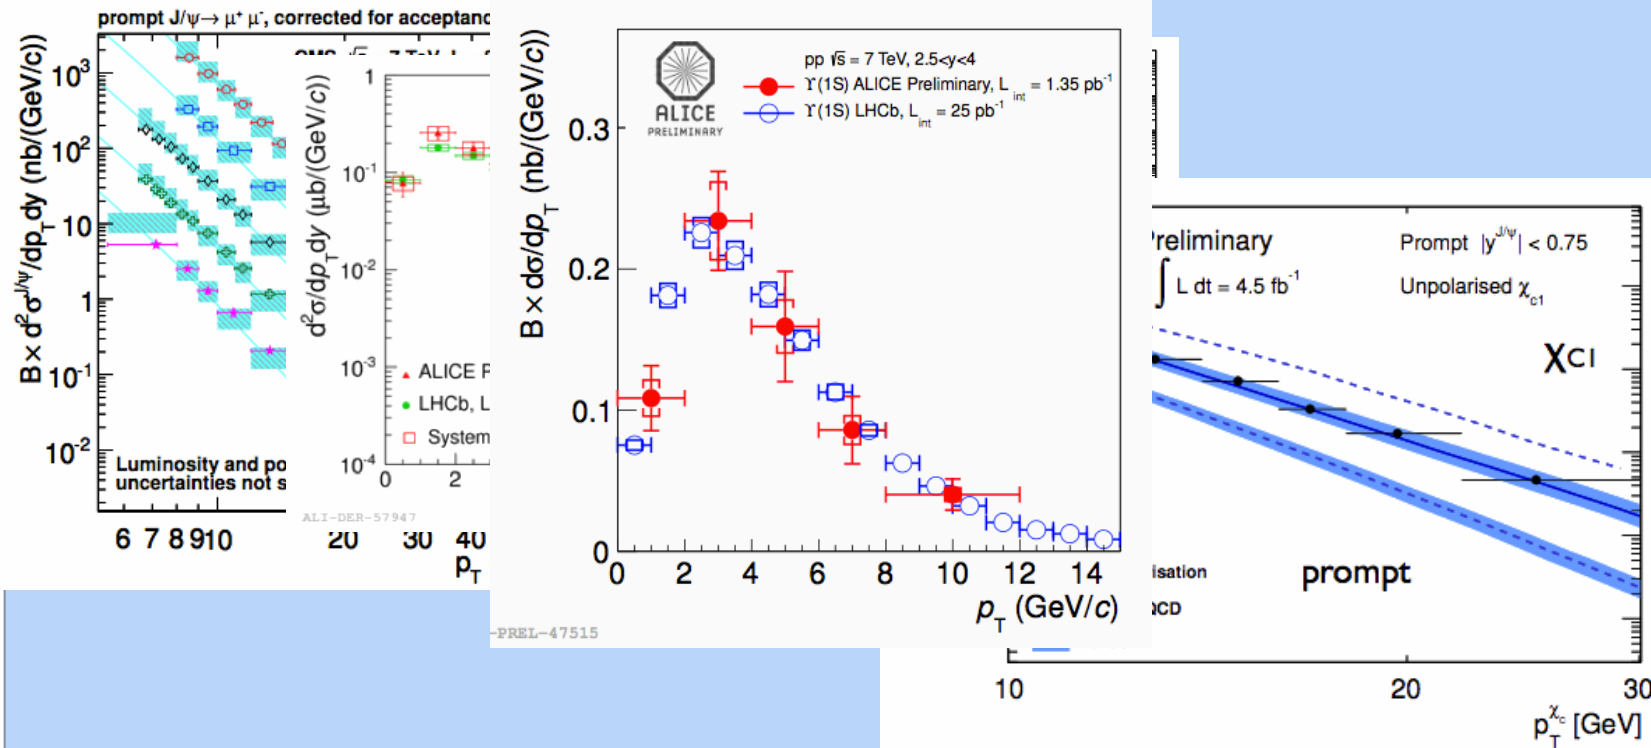 prompt J/ψ→ μ⁺ μ⁻, corrected for acceptanc
B × d²σ^J/ψ/dp_T dy (nb/(GeV/c))
10³
10²
10
1
10⁻¹
10⁻²
Luminosity and po
uncertainties not s
6 7 8 9 10 20 30 40
p_T
d²σ/dp_T dy (μb/(GeV/c))
1
10⁻¹
10⁻²
10⁻³
10⁻⁴
ALICE
LHCb, L
System
0 2
ALI-DER-57947
ALICE
PRELIMINARY
pp √s = 7 TeV, 2.5<y<4
ϒ(1S) ALICE Preliminary, L_int = 1.35 pb⁻¹
ϒ(1S) LHCb, L_int = 25 pb⁻¹
B × dσ/dp_T (nb/(GeV/c))
0.3
0.2
0.1
0
0 2 4 6 8 10 12 14
p_T (GeV/c)
-PREL-47515
Preliminary
∫ L dt = 4.5 fb⁻¹
Prompt |y^J/ψ| < 0.75
Unpolarised χ_c1
χc1
isation
prompt
QCD
10 20 30
p_T^χc [GeV]